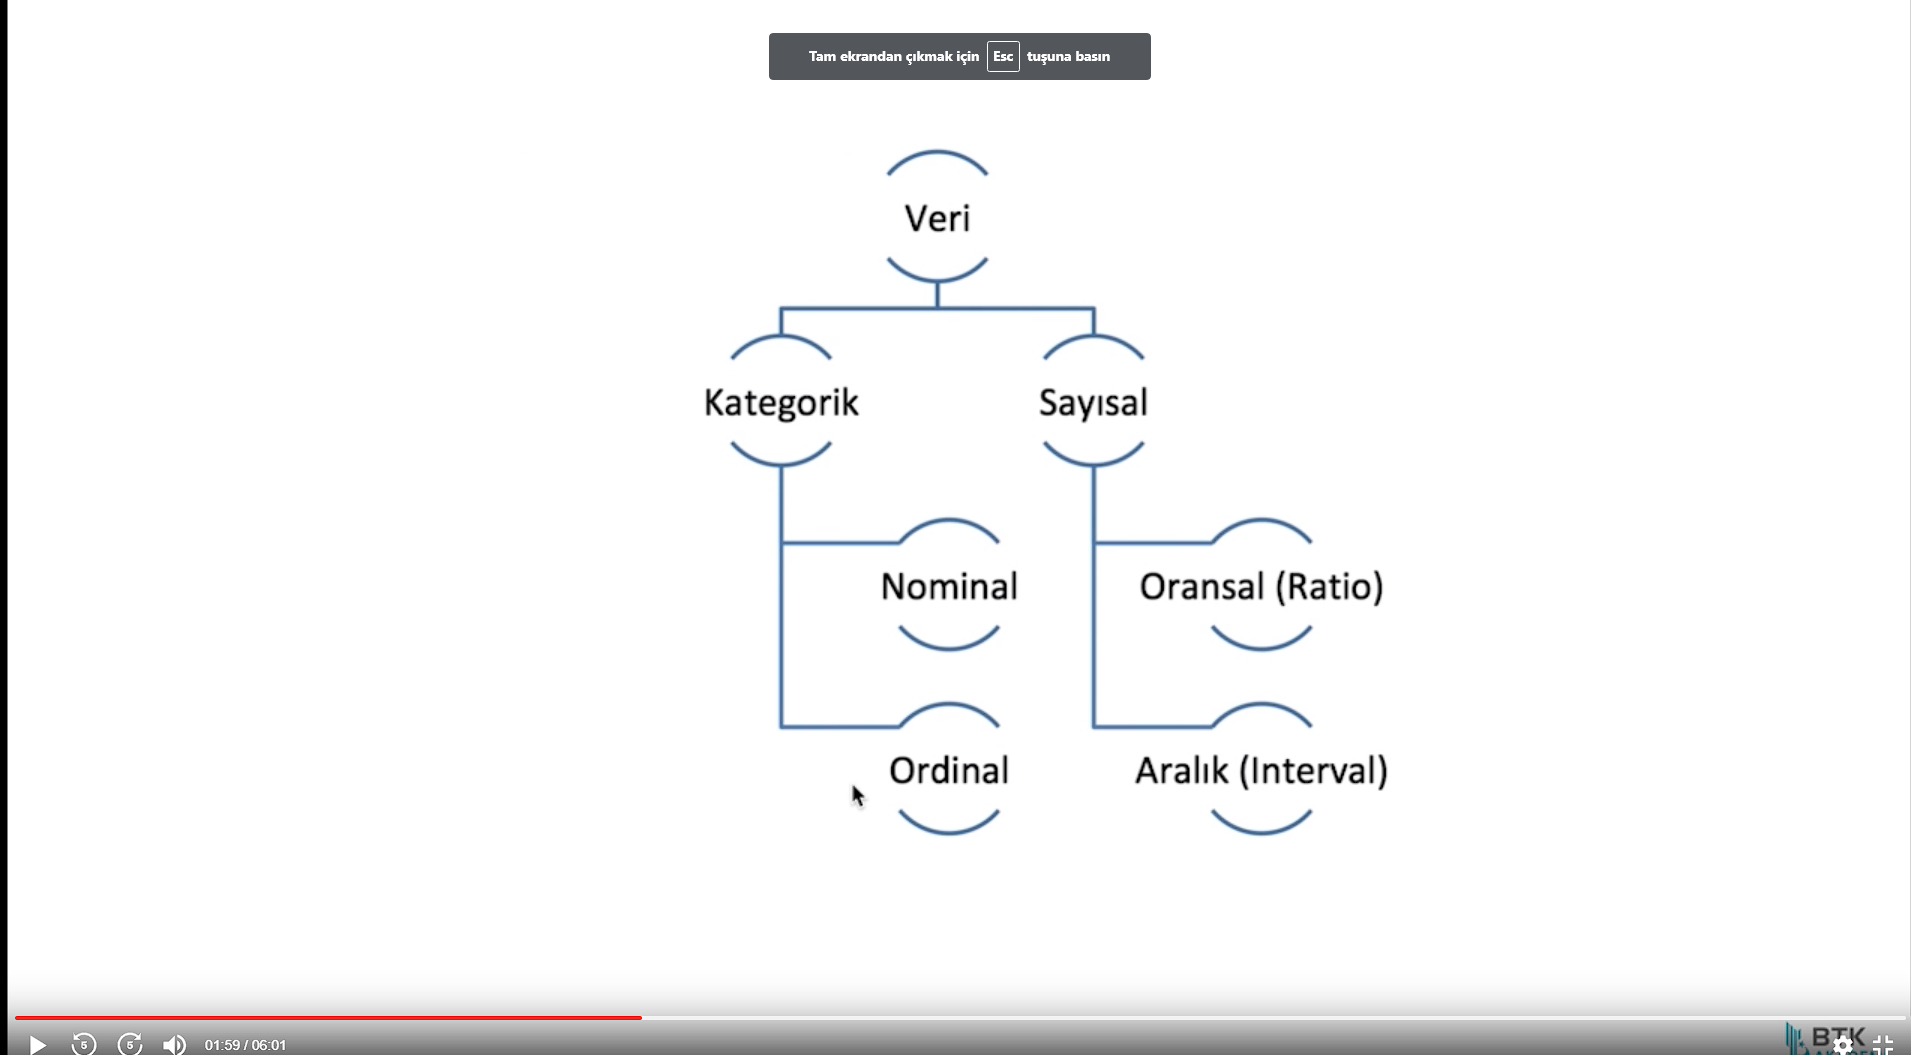 Tam ekrandan çıkmak için Esc tuşuna basın
Veri
Kategorik
Sayısal
Nominal
Oransal (Ratio)
Ordinal
Aralık (Interval)
5
5
01:59 / 06:01
BTK